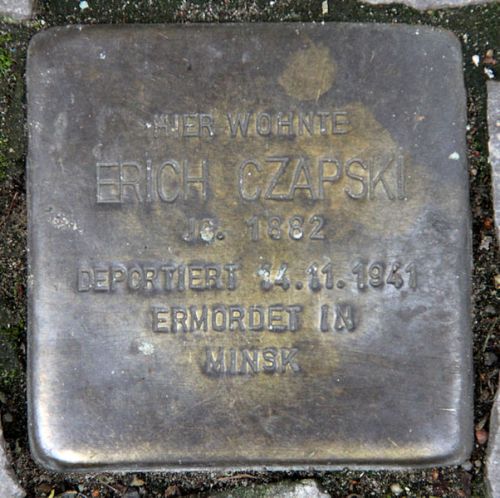 HIER WOHNTE
ERICH CZAPSKI
JG. 1882
DEPORTIERT 14.11.1941
ERMORDET IN
MINSK